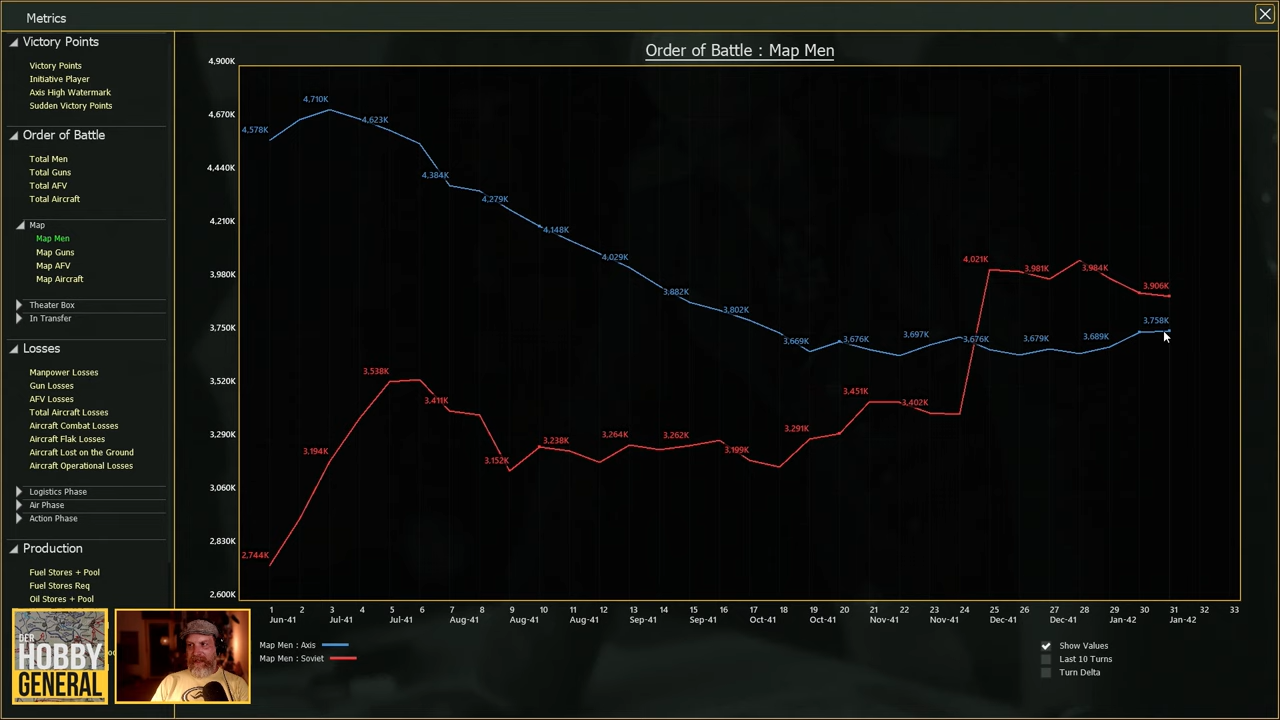 Metrics
Victory Points
Victory Points
Initiative Player
Axis High Watermark
Sudden Victory Points
Order of Battle
Total Men
Total Guns
Total AFV
Total Aircraft
Map
Map Men
Map Guns
Map AFV
Map Aircraft
Theater Box
In Transfer
Losses
Manpower Losses
Gun Losses
AFV Losses
Total Aircraft Losses
Aircraft Combat Losses
Aircraft Flak Losses
Aircraft Lost on the Ground
Aircraft Operational Losses
Logistics Phase
Air Phase
Action Phase
Production
Fuel Stores + Pool
Fuel Stores Req
Oil Stores + Pool
DER
HOBBY
GENERAL
Order of Battle : Map Men
4,900K
4,670K
4,440K
4,210K
3,980K
3,750K
3,520K
3,290K
3,060K
2,830K
2,600K
4,578K 4,710K 4,623K 4,384K 4,279K 4,148K 4,029K 3,882K 3,802K 3,669K 3,676K 3,697K 3,676K 3,679K 3,689K 3,758K
2,744K 3,194K 3,538K 3,411K 3,152K 3,238K 3,264K 3,262K 3,199K 3,291K 3,451K 3,402K 4,021K 3,981K 3,984K 3,906K
1 2 3 4 5 6 7 8 9 10 11 12 13 14 15 16 17 18 19 20 21 22 23 24 25 26 27 28 29 30 31 32 33
Jun-41 Jul-41 Jul-41 Aug-41 Aug-41 Aug-41 Sep-41 Sep-41 Oct-41 Oct-41 Nov-41 Nov-41 Dec-41 Dec-41 Jan-42 Jan-42
Map Men : Axis
Map Men : Soviet
Show Values
Last 10 Turns
Turn Delta